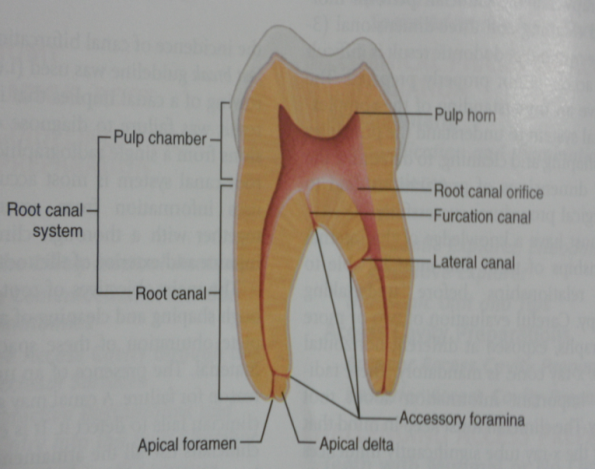 Pulp horn
Pulp chamber
Root canal orifice
Root canal
system
Furcation canal
Lateral canal
Root canal
Accessory foramina
Apical foramen
Apical delta